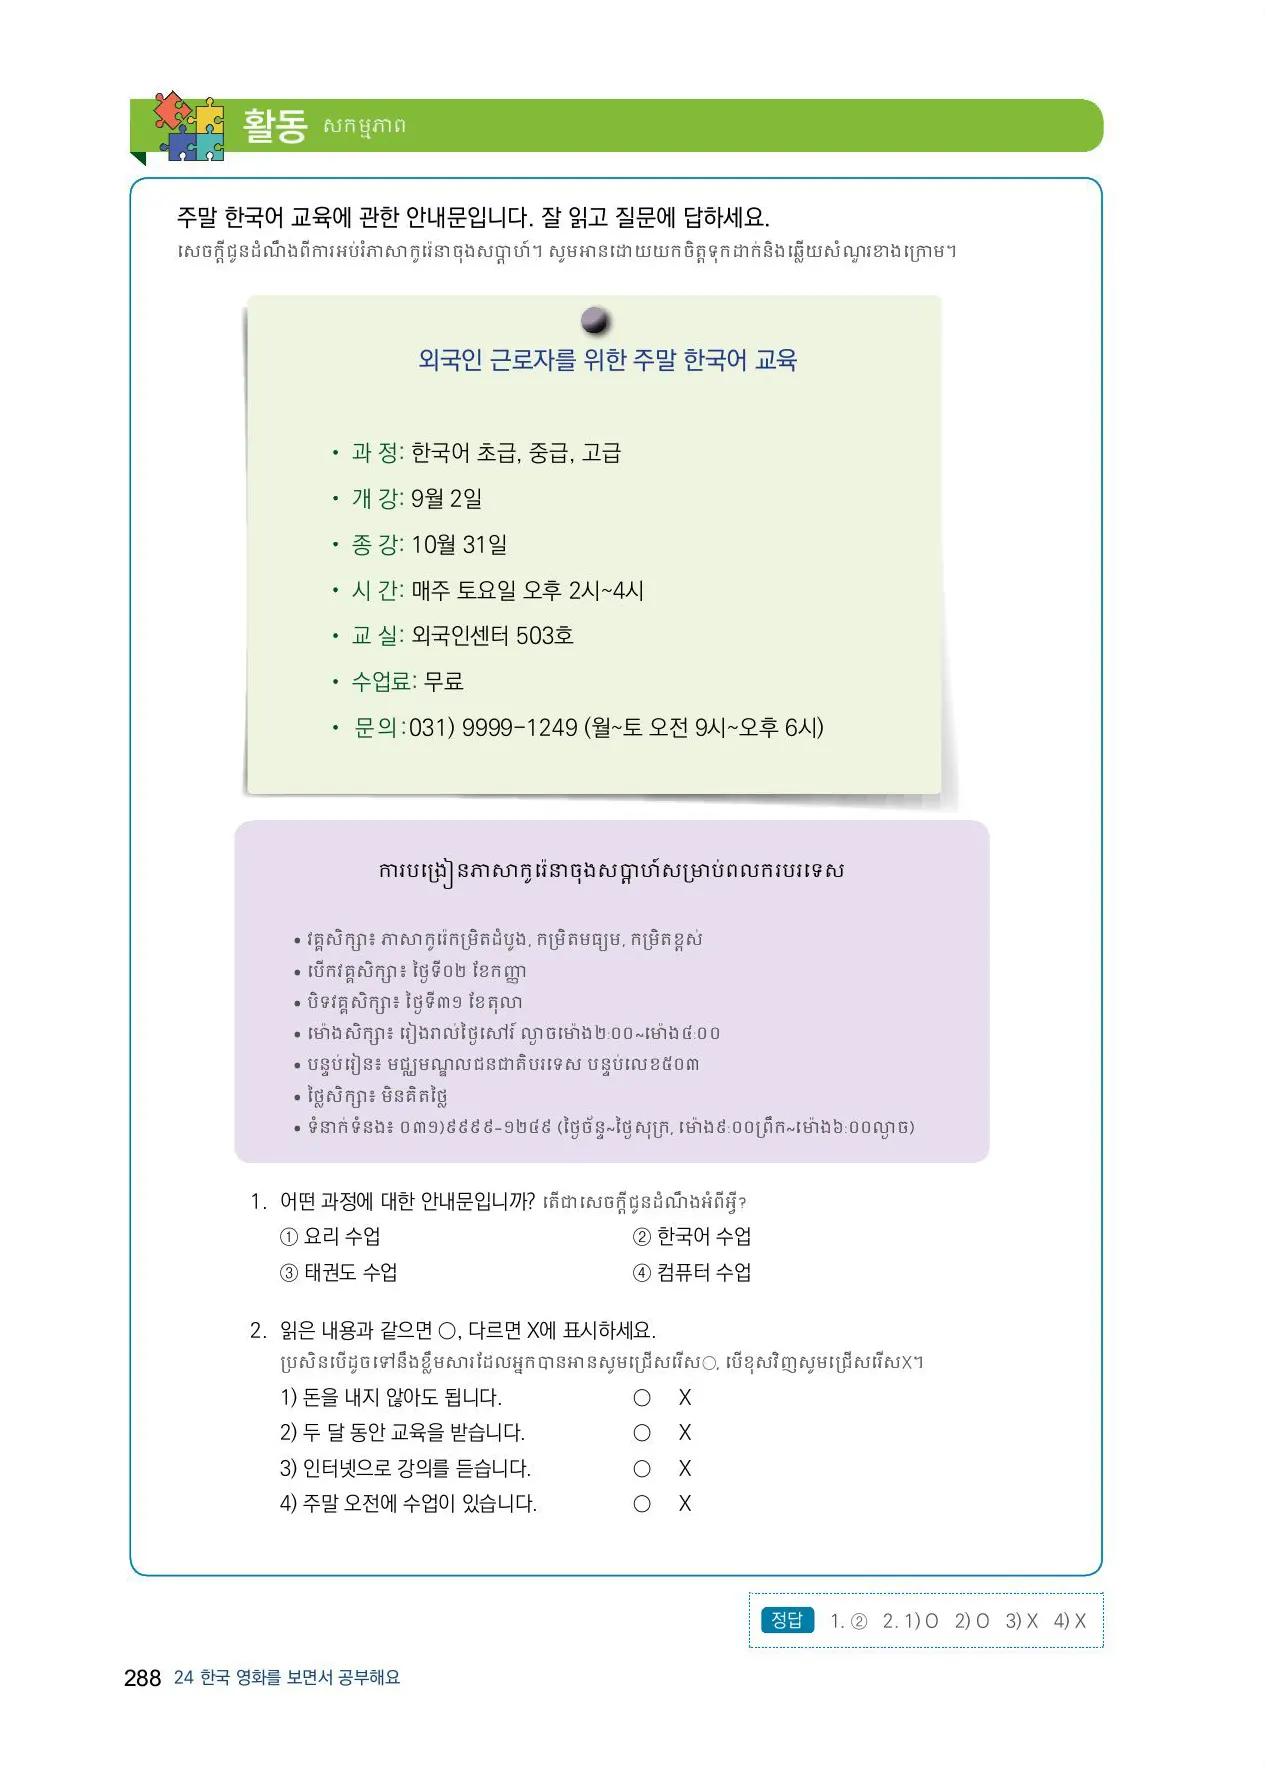 활동 សកម្មភាព
주말 한국어 교육에 관한 안내문입니다. 잘 읽고 질문에 답하세요.
សេចក្តីជូនដំណឹងពីការអប់រំភាសាកូរ៉េនាចុងសប្តាហ៍។ សូមអានដោយយកចិត្តទុកដាក់និងឆ្លើយសំណួរខាងក្រោម។
외국인 근로자를 위한 주말 한국어 교육
• 과 정: 한국어 초급, 중급, 고급
• 개 강: 9월 2일
• 종 강: 10월 31일
• 시 간: 매주 토요일 오후 2시~4시
• 교 실: 외국인센터 503호
• 수업료: 무료
• 문의:031) 9999-1249 (월~토 오전 9시~오후 6시)
ការបង្រៀនភាសាកូរ៉េនាចុងសប្តាហ៍សម្រាប់ពលករបរទេស
• វគ្គសិក្សា៖ ភាសាកូរ៉េកម្រិតដំបូង, កម្រិតមធ្យម, កម្រិតខ្ពស់
• បើកវគ្គសិក្សា៖ ថ្ងៃទី០២ ខែកញ្ញា
• បិទវគ្គសិក្សា៖ ថ្ងៃទី៣១ ខែតុលា
• ម៉ោងសិក្សា៖ រៀងរាល់ថ្ងៃសៅរ៍ ល្ងាចម៉ោង២:០០~ម៉ោង៤:០០
• បន្ទប់រៀន៖ មជ្ឈមណ្ឌលជនជាតិបរទេស បន្ទប់លេខ៥០៣
• ថ្លៃសិក្សា៖ មិនគិតថ្លៃ
• ទំនាក់ទំនង៖ ០៣១)៩៩៩៩-១២៤៩ (ថ្ងៃច័ន្ទ~ថ្ងៃសុក្រ, ម៉ោង៩:០០ព្រឹក~ម៉ោង៦:០០ល្ងាច)
1. 어떤 과정에 대한 안내문입니까? តើជាសេចក្តីជូនដំណឹងអំពីអ្វី?
① 요리 수업 ② 한국어 수업
③ 태권도 수업 ④ 컴퓨터 수업
2. 읽은 내용과 같으면 ○, 다르면 X에 표시하세요.
ប្រសិនបើដូចទៅនឹងខ្លឹមសារដែលអ្នកបានអានសូមជ្រើសរើស○, បើខុសវិញសូមជ្រើសរើសX។
1) 돈을 내지 않아도 됩니다. ○ X
2) 두 달 동안 교육을 받습니다. ○ X
3) 인터넷으로 강의를 듣습니다. ○ X
4) 주말 오전에 수업이 있습니다. ○ X
정답 1. ② 2. 1) O 2) O 3) X 4) X
288 24 한국 영화를 보면서 공부해요